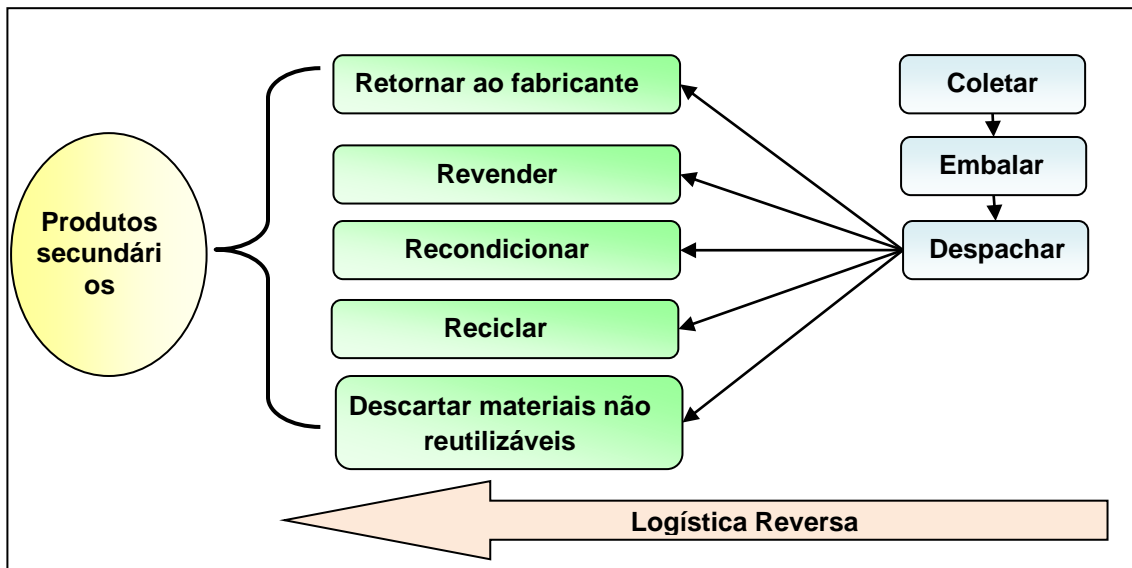 Produtos
secundári
os
Retornar ao fabricante
Revender
Recondicionar
Reciclar
Descartar materiais não
reutilizáveis
Coletar
Embalar
Despachar
Logística Reversa